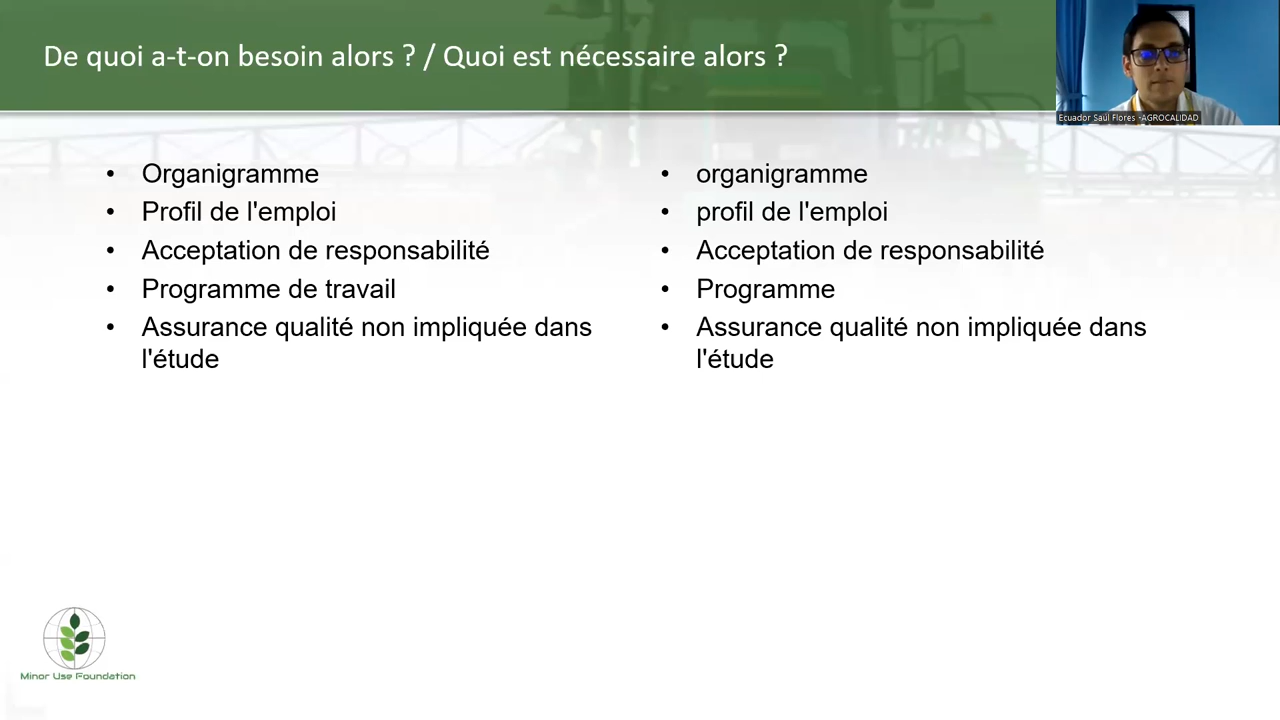 De quoi a-t-on besoin alors ? / Quoi est nécessaire alors ?
Ecuador Saúl Flores -AGROCALIDAD
• Organigramme
• Profil de l'emploi
• Acceptation de responsabilité
• Programme de travail
• Assurance qualité non impliquée dans
l'étude
• organigramme
• profil de l'emploi
• Acceptation de responsabilité
• Programme
• Assurance qualité non impliquée dans
l'étude
Minor Use Foundation